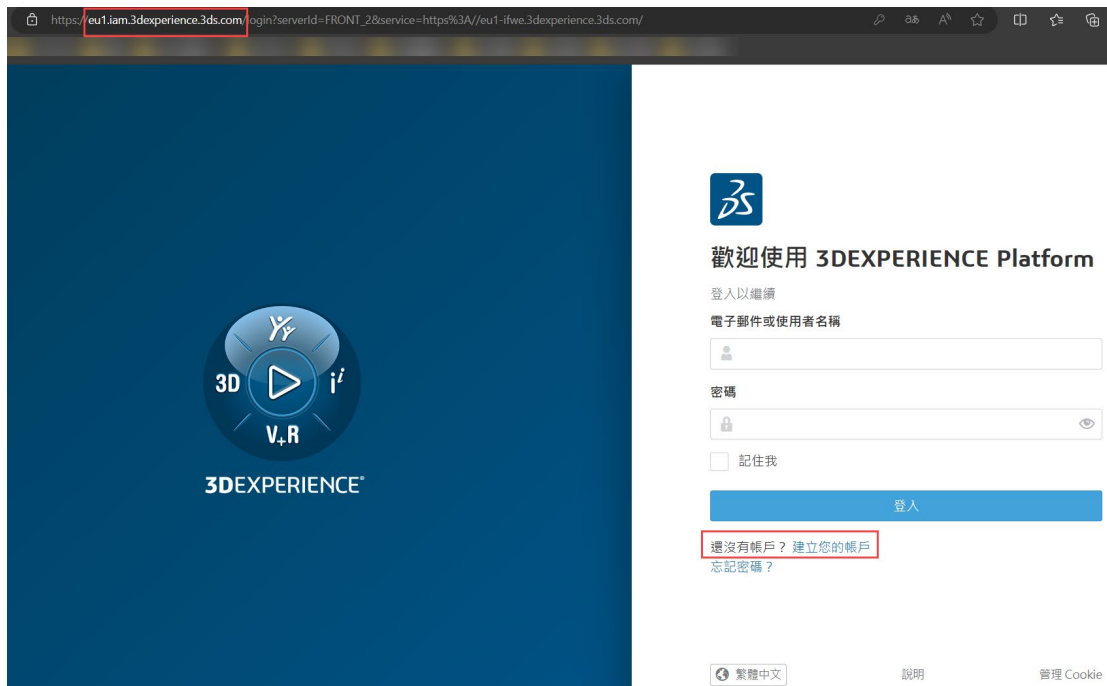 https://eu1.iam.3dexperience.3ds.com/login?serverId=FRONT_2&service=https%3A//eu1-ifwe.3dexperience.3ds.com/
3DS
歡迎使用 3DEXPERIENCE Platform
登入以繼續
電子郵件或使用者名稱
密碼
記住我
登入
還沒有帳戶？ 建立您的帳戶
忘記密碼？
繁體中文 說明 管理 Cookie
3D
i i
V+R
3DEXPERIENCE®